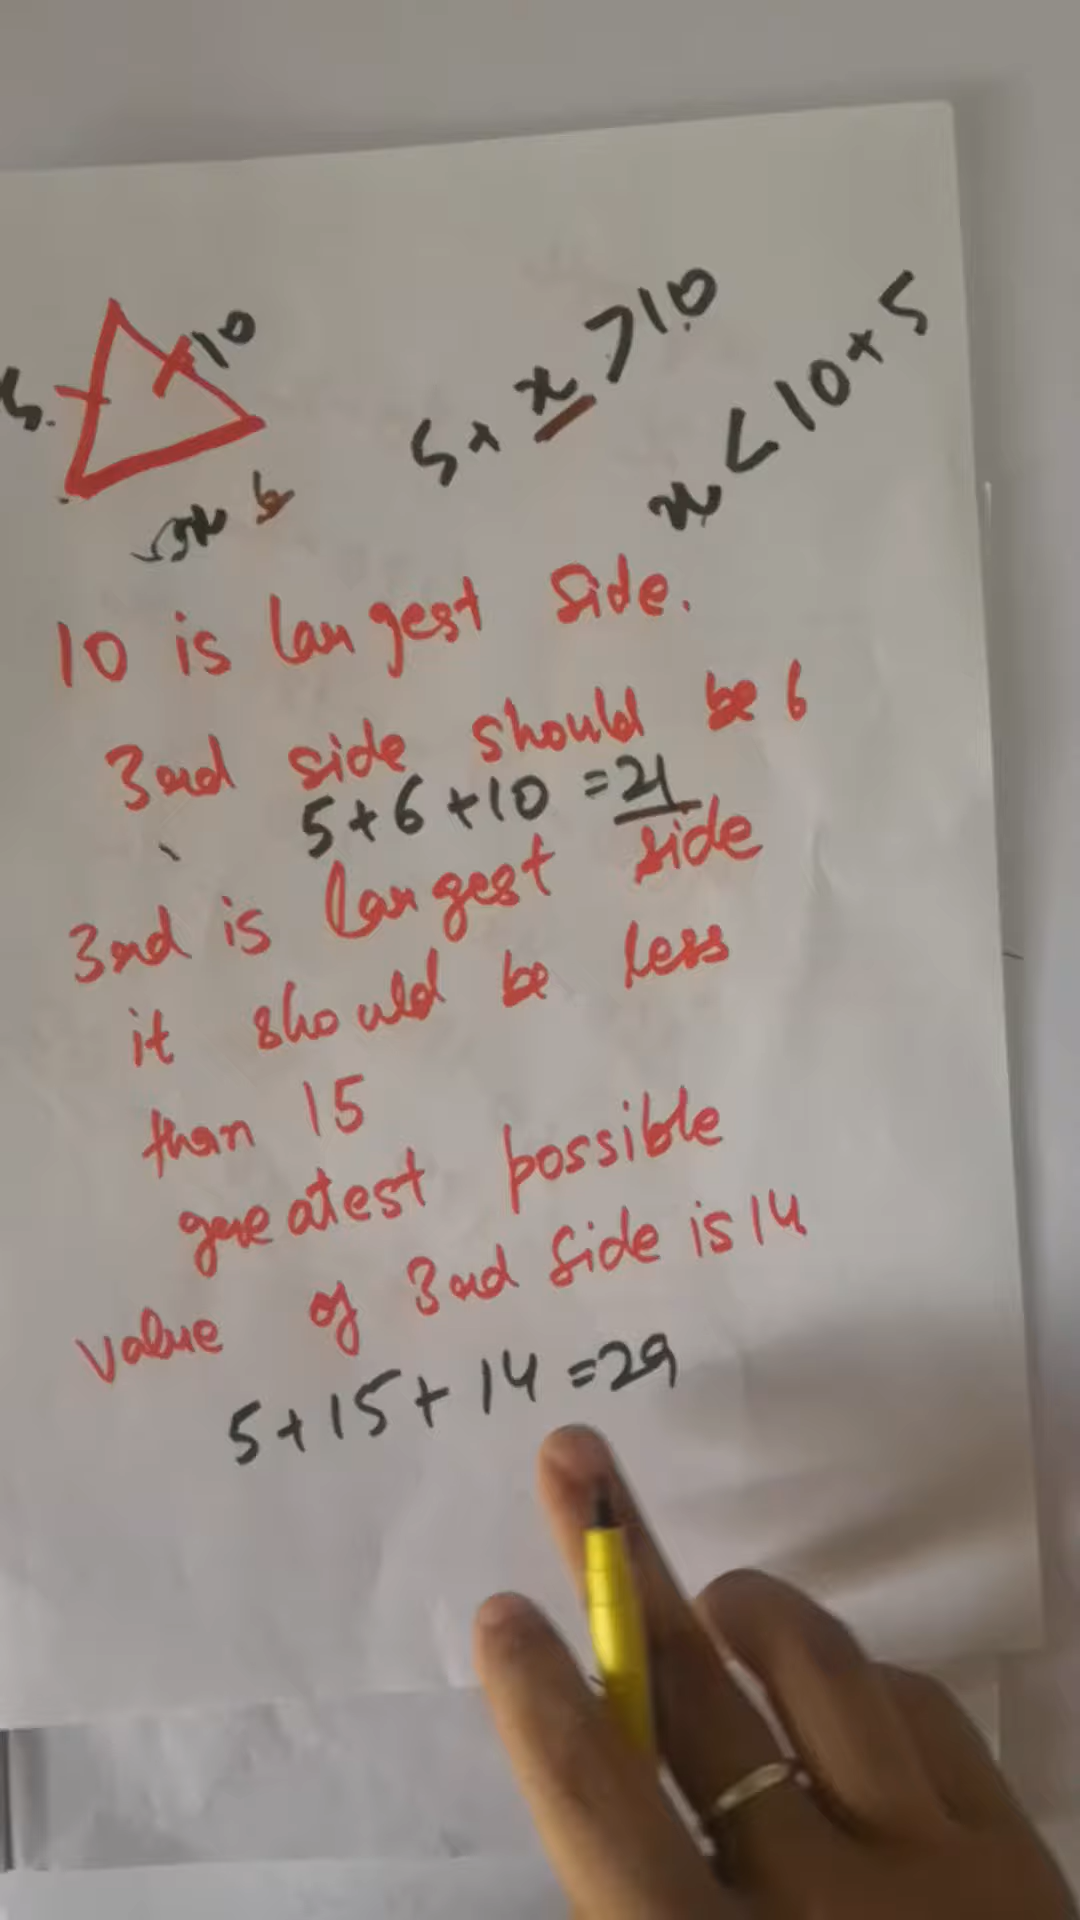 10
5.
x 6
5 + x > 10
x < 10 + 5
10 is largest side.
3rd side should be 6
5+6+10 = 21
3rd is largest side
it should be less
than 15
greatest possible
value of 3rd side is 14
5+15+14 =29